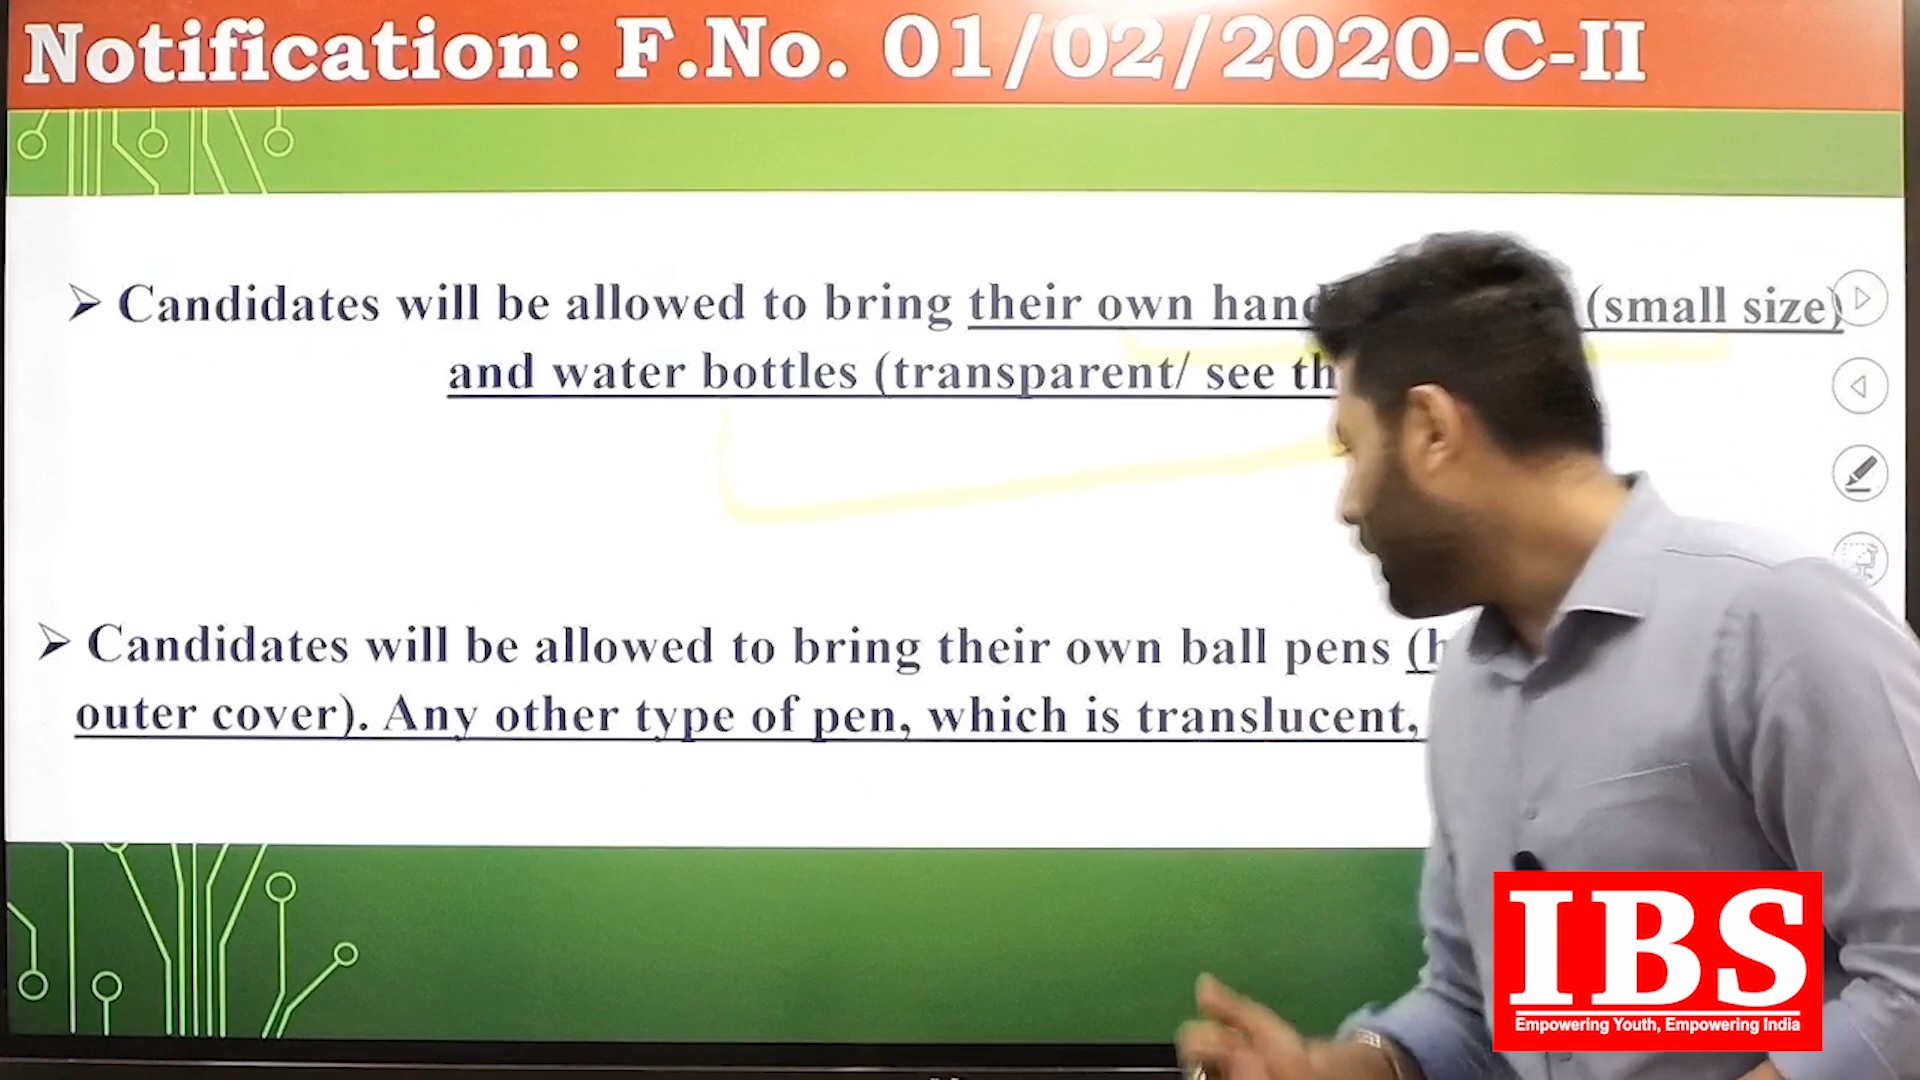 Notification: F.No. 01/02/2020-C-II
Candidates will be allowed to bring their own (small size)
and water bottles (transparent/ see
Candidates will be allowed to bring their own ball pens
outer cover). Any other type of pen, which is translucent,
IBS
Empowering Youth, Empowering India